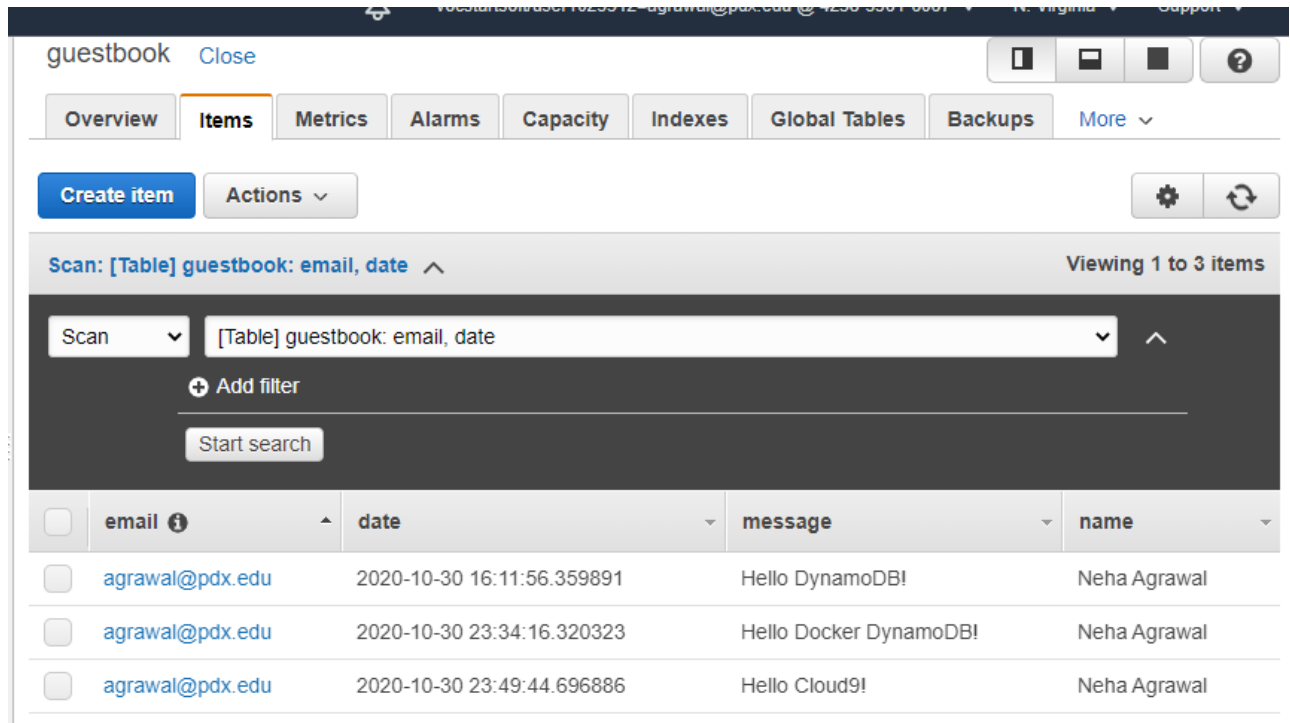 guestbook Close
Overview Items Metrics Alarms Capacity Indexes Global Tables Backups More
Create item Actions
Scan: [Table] guestbook: email, date Viewing 1 to 3 items
Scan [Table] guestbook: email, date
Add filter
Start search
email date message name
agrawal@pdx.edu 2020-10-30 16:11:56.359891 Hello DynamoDB! Neha Agrawal
agrawal@pdx.edu 2020-10-30 23:34:16.320323 Hello Docker DynamoDB! Neha Agrawal
agrawal@pdx.edu 2020-10-30 23:49:44.696886 Hello Cloud9! Neha Agrawal